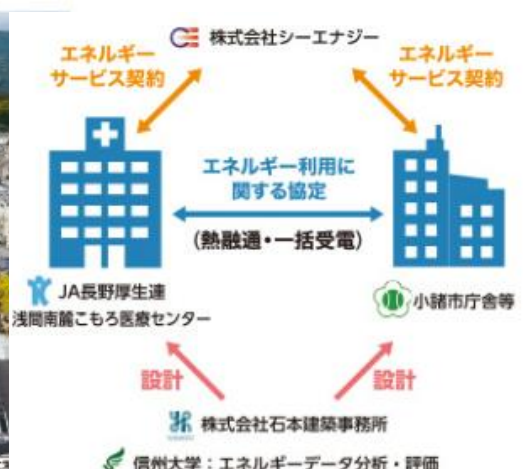 株式会社シーエナジー
エネルギー
サービス契約
エネルギー
サービス契約
エネルギー利用に
関する協定
(熱融通・一括受電)
JA長野厚生連
浅間南麓こもろ医療センター
小諸市庁舎等
設計
設計
株式会社石本建築事務所
信州大学：エネルギーデータ分析・評価